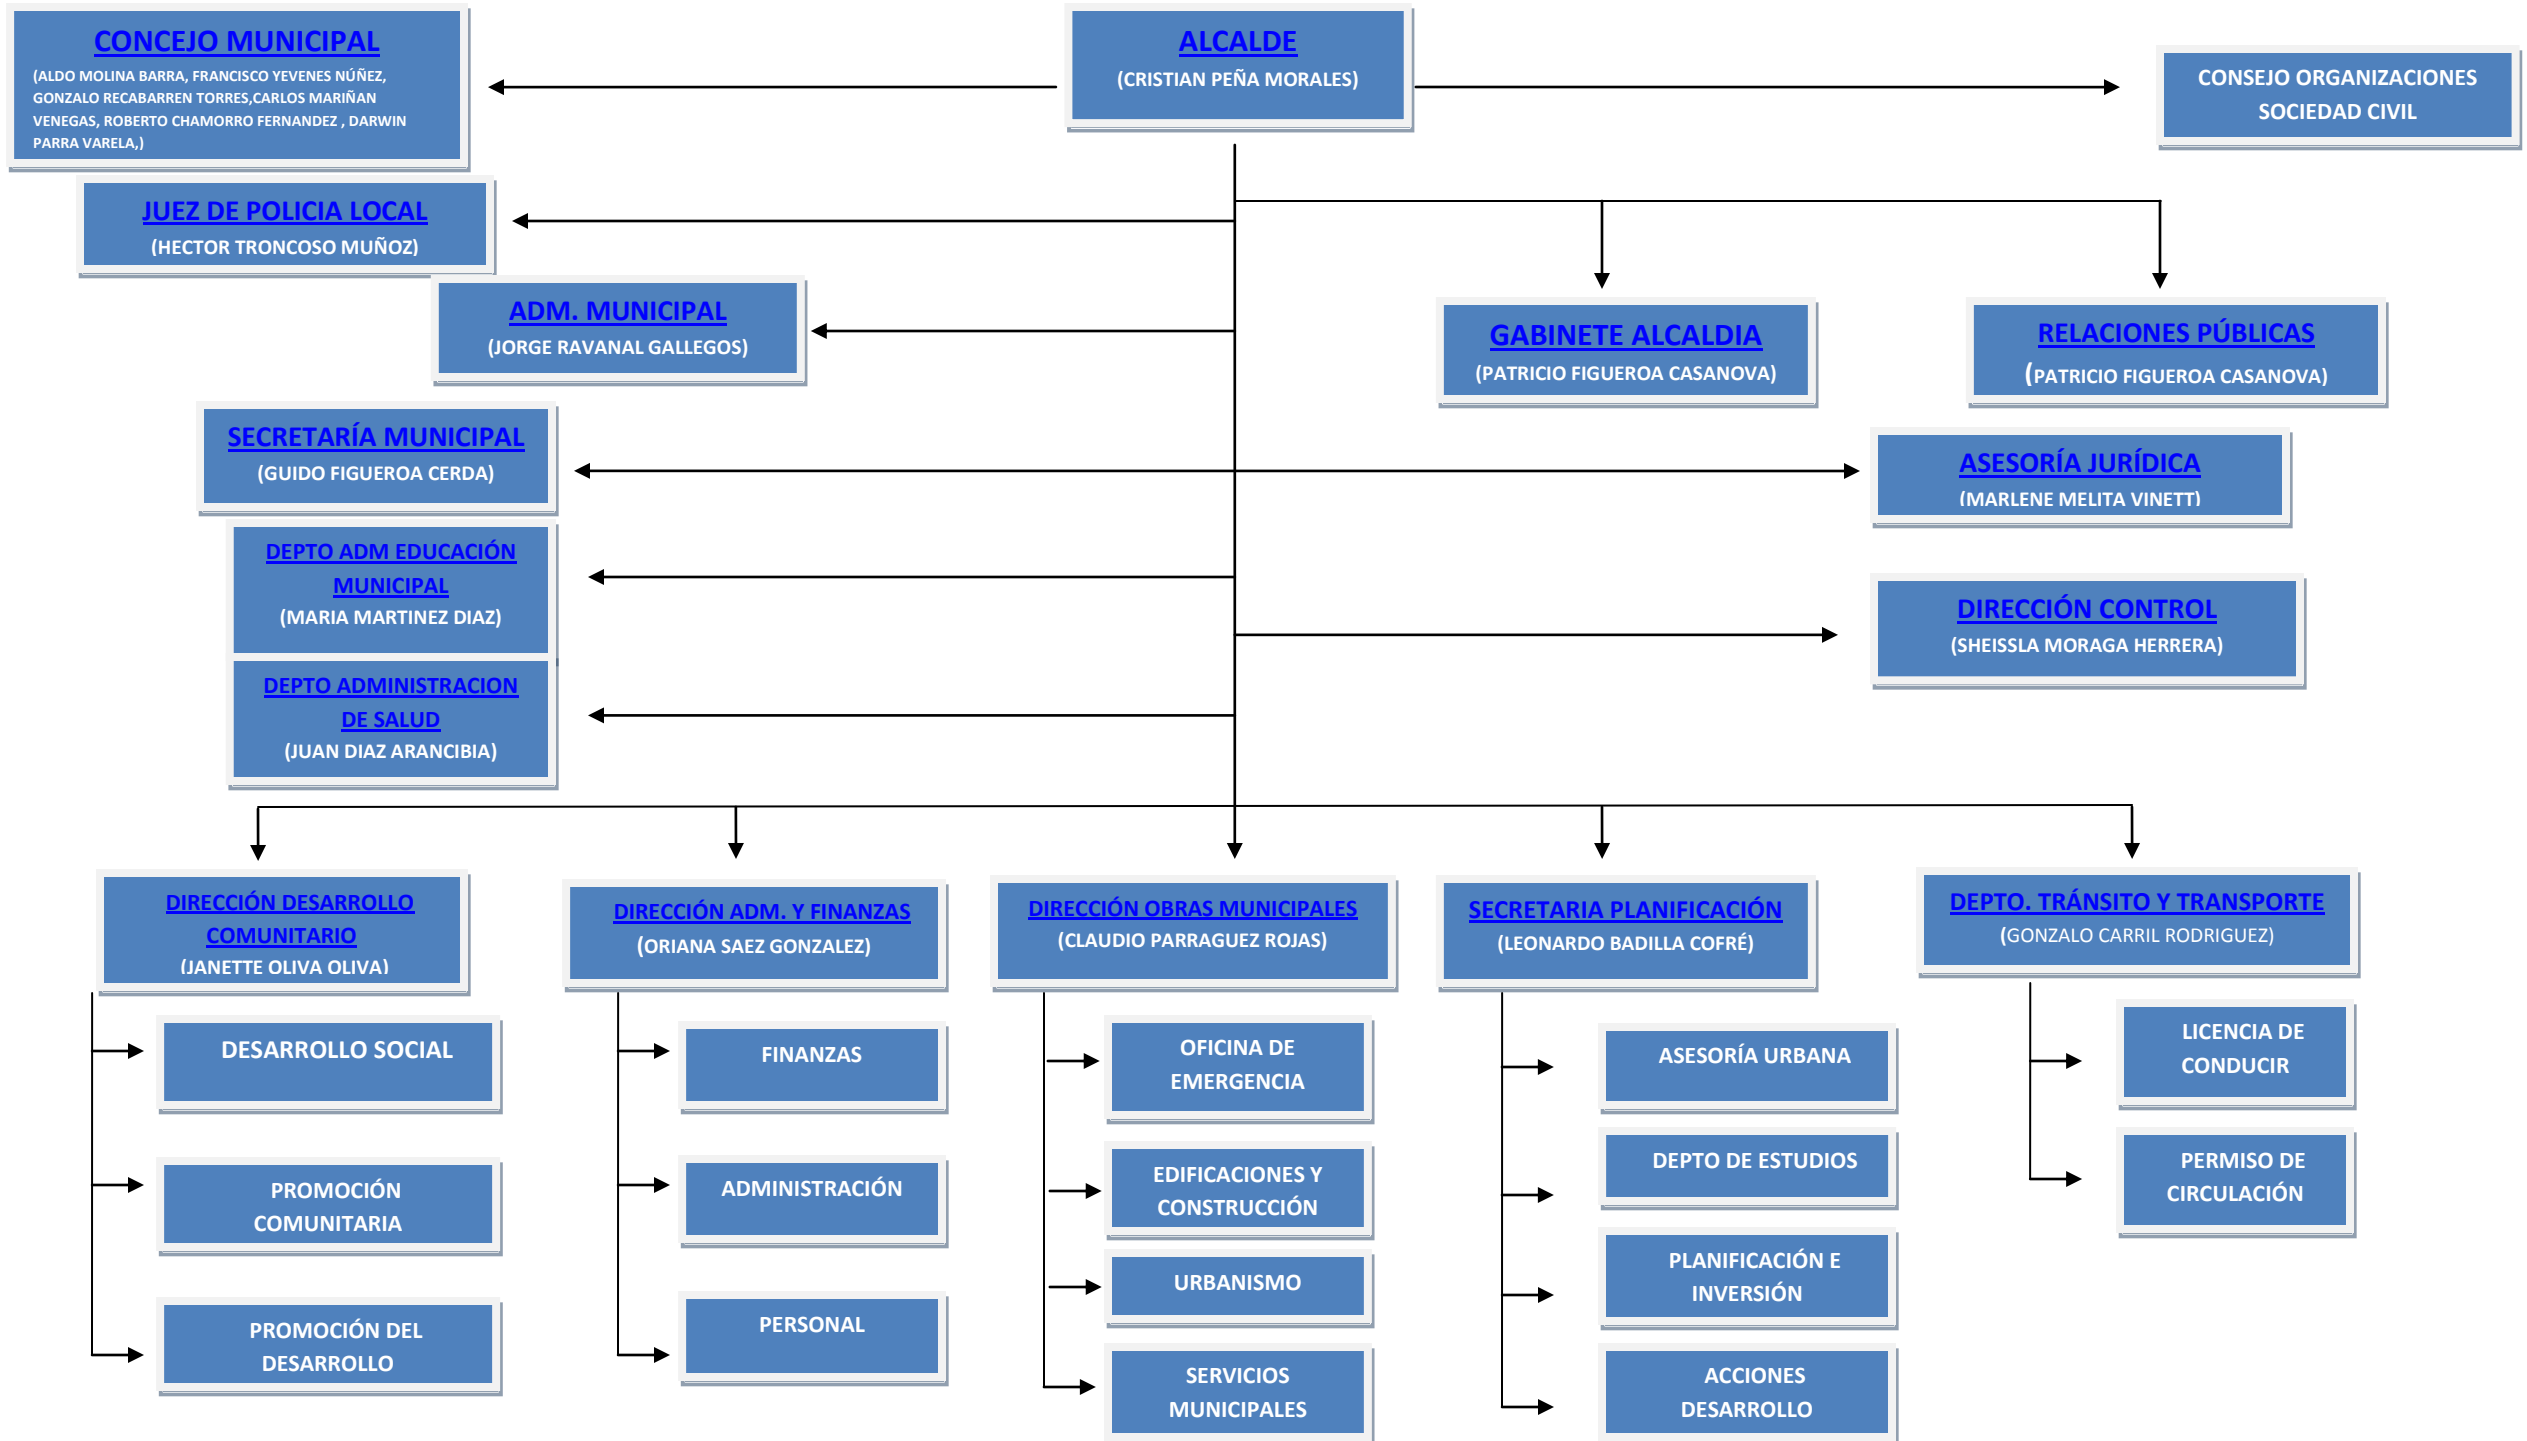 CONCEJO MUNICIPAL
(ALDO MOLINA BARRA, FRANCISCO YEVENES NÚÑEZ,
GONZALO RECABARREN TORRES,CARLOS MARIÑAN
VENEGAS, ROBERTO CHAMORRO FERNANDEZ , DARWIN
PARRA VARELA,)
ALCALDE
(CRISTIAN PEÑA MORALES)
CONSEJO ORGANIZACIONES
SOCIEDAD CIVIL
JUEZ DE POLICIA LOCAL
(HECTOR TRONCOSO MUÑOZ)
ADM. MUNICIPAL
(JORGE RAVANAL GALLEGOS)
GABINETE ALCALDIA
(PATRICIO FIGUEROA CASANOVA)
RELACIONES PÚBLICAS
(PATRICIO FIGUEROA CASANOVA)
SECRETARÍA MUNICIPAL
(GUIDO FIGUEROA CERDA)
ASESORÍA JURÍDICA
(MARLENE MELITA VINETT)
DEPTO ADM EDUCACIÓN
MUNICIPAL
(MARIA MARTINEZ DIAZ)
DIRECCIÓN CONTROL
(SHEISSLA MORAGA HERRERA)
DEPTO ADMINISTRACION
DE SALUD
(JUAN DIAZ ARANCIBIA)
DIRECCIÓN DESARROLLO
COMUNITARIO
(JANETTE OLIVA OLIVA)
DIRECCIÓN ADM. Y FINANZAS
(ORIANA SAEZ GONZALEZ)
DIRECCIÓN OBRAS MUNICIPALES
(CLAUDIO PARRAGUEZ ROJAS)
SECRETARIA PLANIFICACIÓN
(LEONARDO BADILLA COFRÉ)
DEPTO. TRÁNSITO Y TRANSPORTE
(GONZALO CARRIL RODRIGUEZ)
DESARROLLO SOCIAL
PROMOCIÓN
COMUNITARIA
PROMOCIÓN DEL
DESARROLLO
FINANZAS
ADMINISTRACIÓN
PERSONAL
OFICINA DE
EMERGENCIA
EDIFICACIONES Y
CONSTRUCCIÓN
URBANISMO
SERVICIOS
MUNICIPALES
ASESORÍA URBANA
DEPTO DE ESTUDIOS
PLANIFICACIÓN E
INVERSIÓN
ACCIONES
DESARROLLO
LICENCIA DE
CONDUCIR
PERMISO DE
CIRCULACIÓN